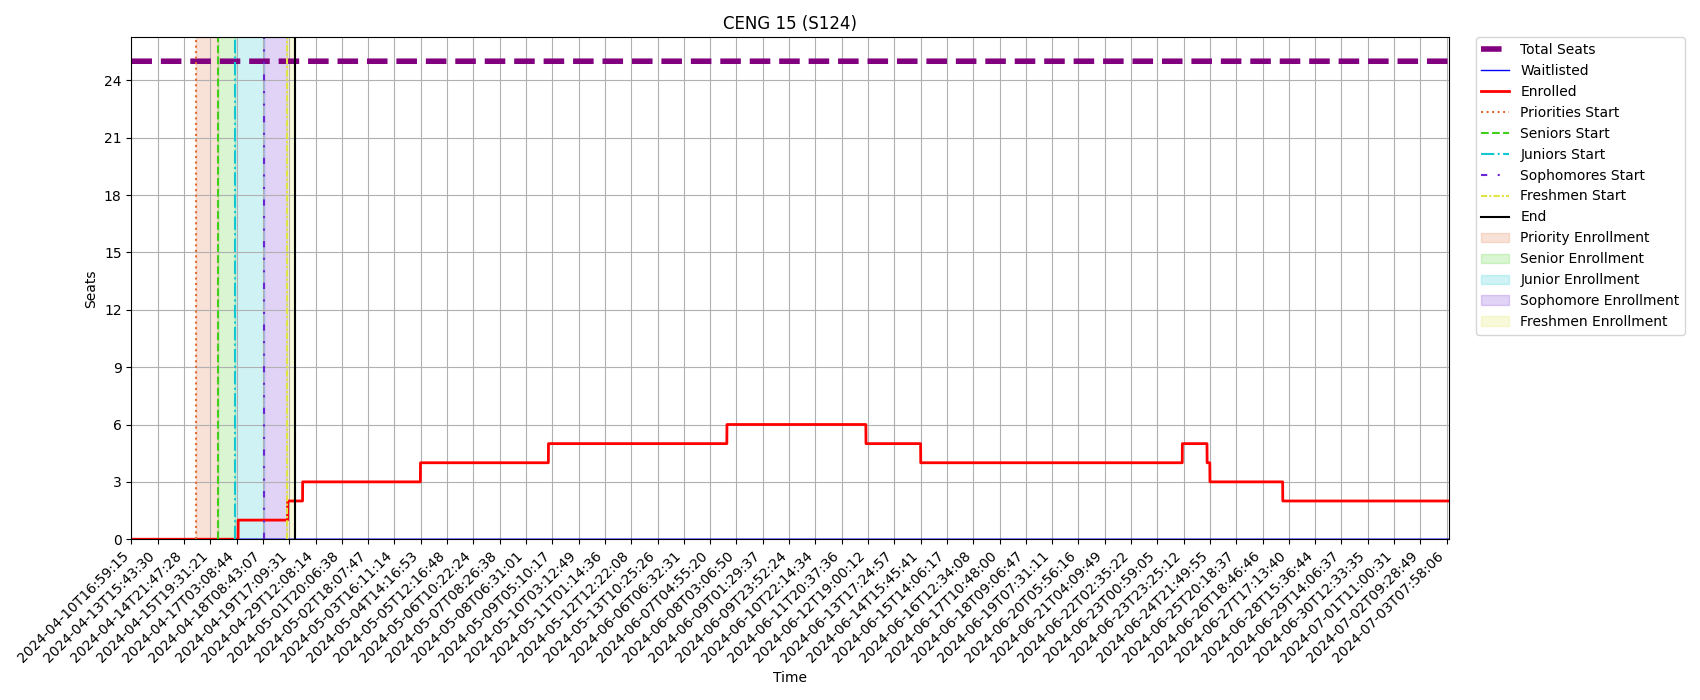 CENG 15 (S124)
Total Seats
Waitlisted
Enrolled
Priorities Start
Seniors Start
Juniors Start
Sophomores Start
Freshmen Start
End
Priority Enrollment
Senior Enrollment
Junior Enrollment
Sophomore Enrollment
Freshmen Enrollment
Seats
24
21
18
15
12
9
6
3
0
2024-04-10T16:59:15
2024-04-13T15:43:30
2024-04-14T21:47:28
2024-04-15T19:31:21
2024-04-17T03:08:44
2024-04-18T08:43:07
2024-04-19T17:09:31
2024-04-29T12:08:14
2024-05-01T20:06:38
2024-05-02T18:07:47
2024-05-03T16:11:14
2024-05-04T14:16:53
2024-05-05T12:16:48
2024-05-06T10:22:24
2024-05-07T08:26:38
2024-05-08T06:31:01
2024-05-09T05:10:17
2024-05-10T03:12:49
2024-05-11T01:14:36
2024-05-12T12:22:08
2024-05-13T10:25:26
2024-06-06T06:32:31
2024-06-07T04:55:20
2024-06-08T03:06:50
2024-06-09T01:29:37
2024-06-09T23:52:24
2024-06-10T22:14:34
2024-06-11T20:37:36
2024-06-12T19:00:12
2024-06-13T17:24:57
2024-06-14T15:45:41
2024-06-15T14:06:17
2024-06-16T12:34:08
2024-06-17T10:48:00
2024-06-18T09:06:47
2024-06-19T07:31:11
2024-06-20T05:56:16
2024-06-21T04:09:49
2024-06-22T02:35:22
2024-06-23T00:59:05
2024-06-23T23:25:12
2024-06-24T21:49:55
2024-06-25T20:18:37
2024-06-26T18:46:46
2024-06-27T17:13:40
2024-06-28T15:36:44
2024-06-29T14:06:37
2024-06-30T12:33:35
2024-07-01T11:00:31
2024-07-02T09:28:49
2024-07-03T07:58:06
Time